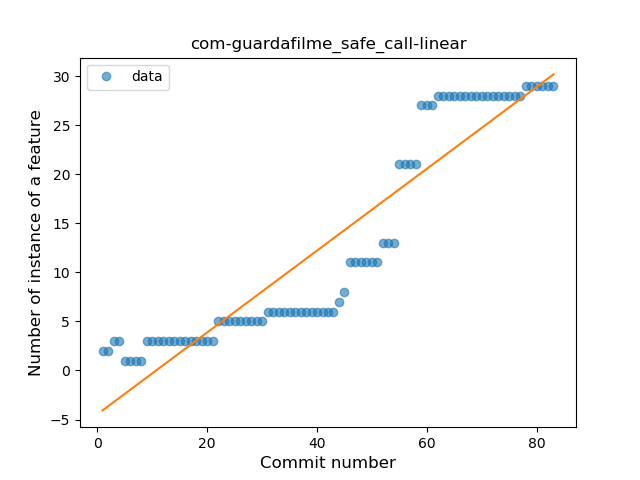 com-guardafilme_safe_call-linear
data
Number of instance of a feature
30
25
20
15
10
5
0
−5
0 20 40 60 80
Commit number